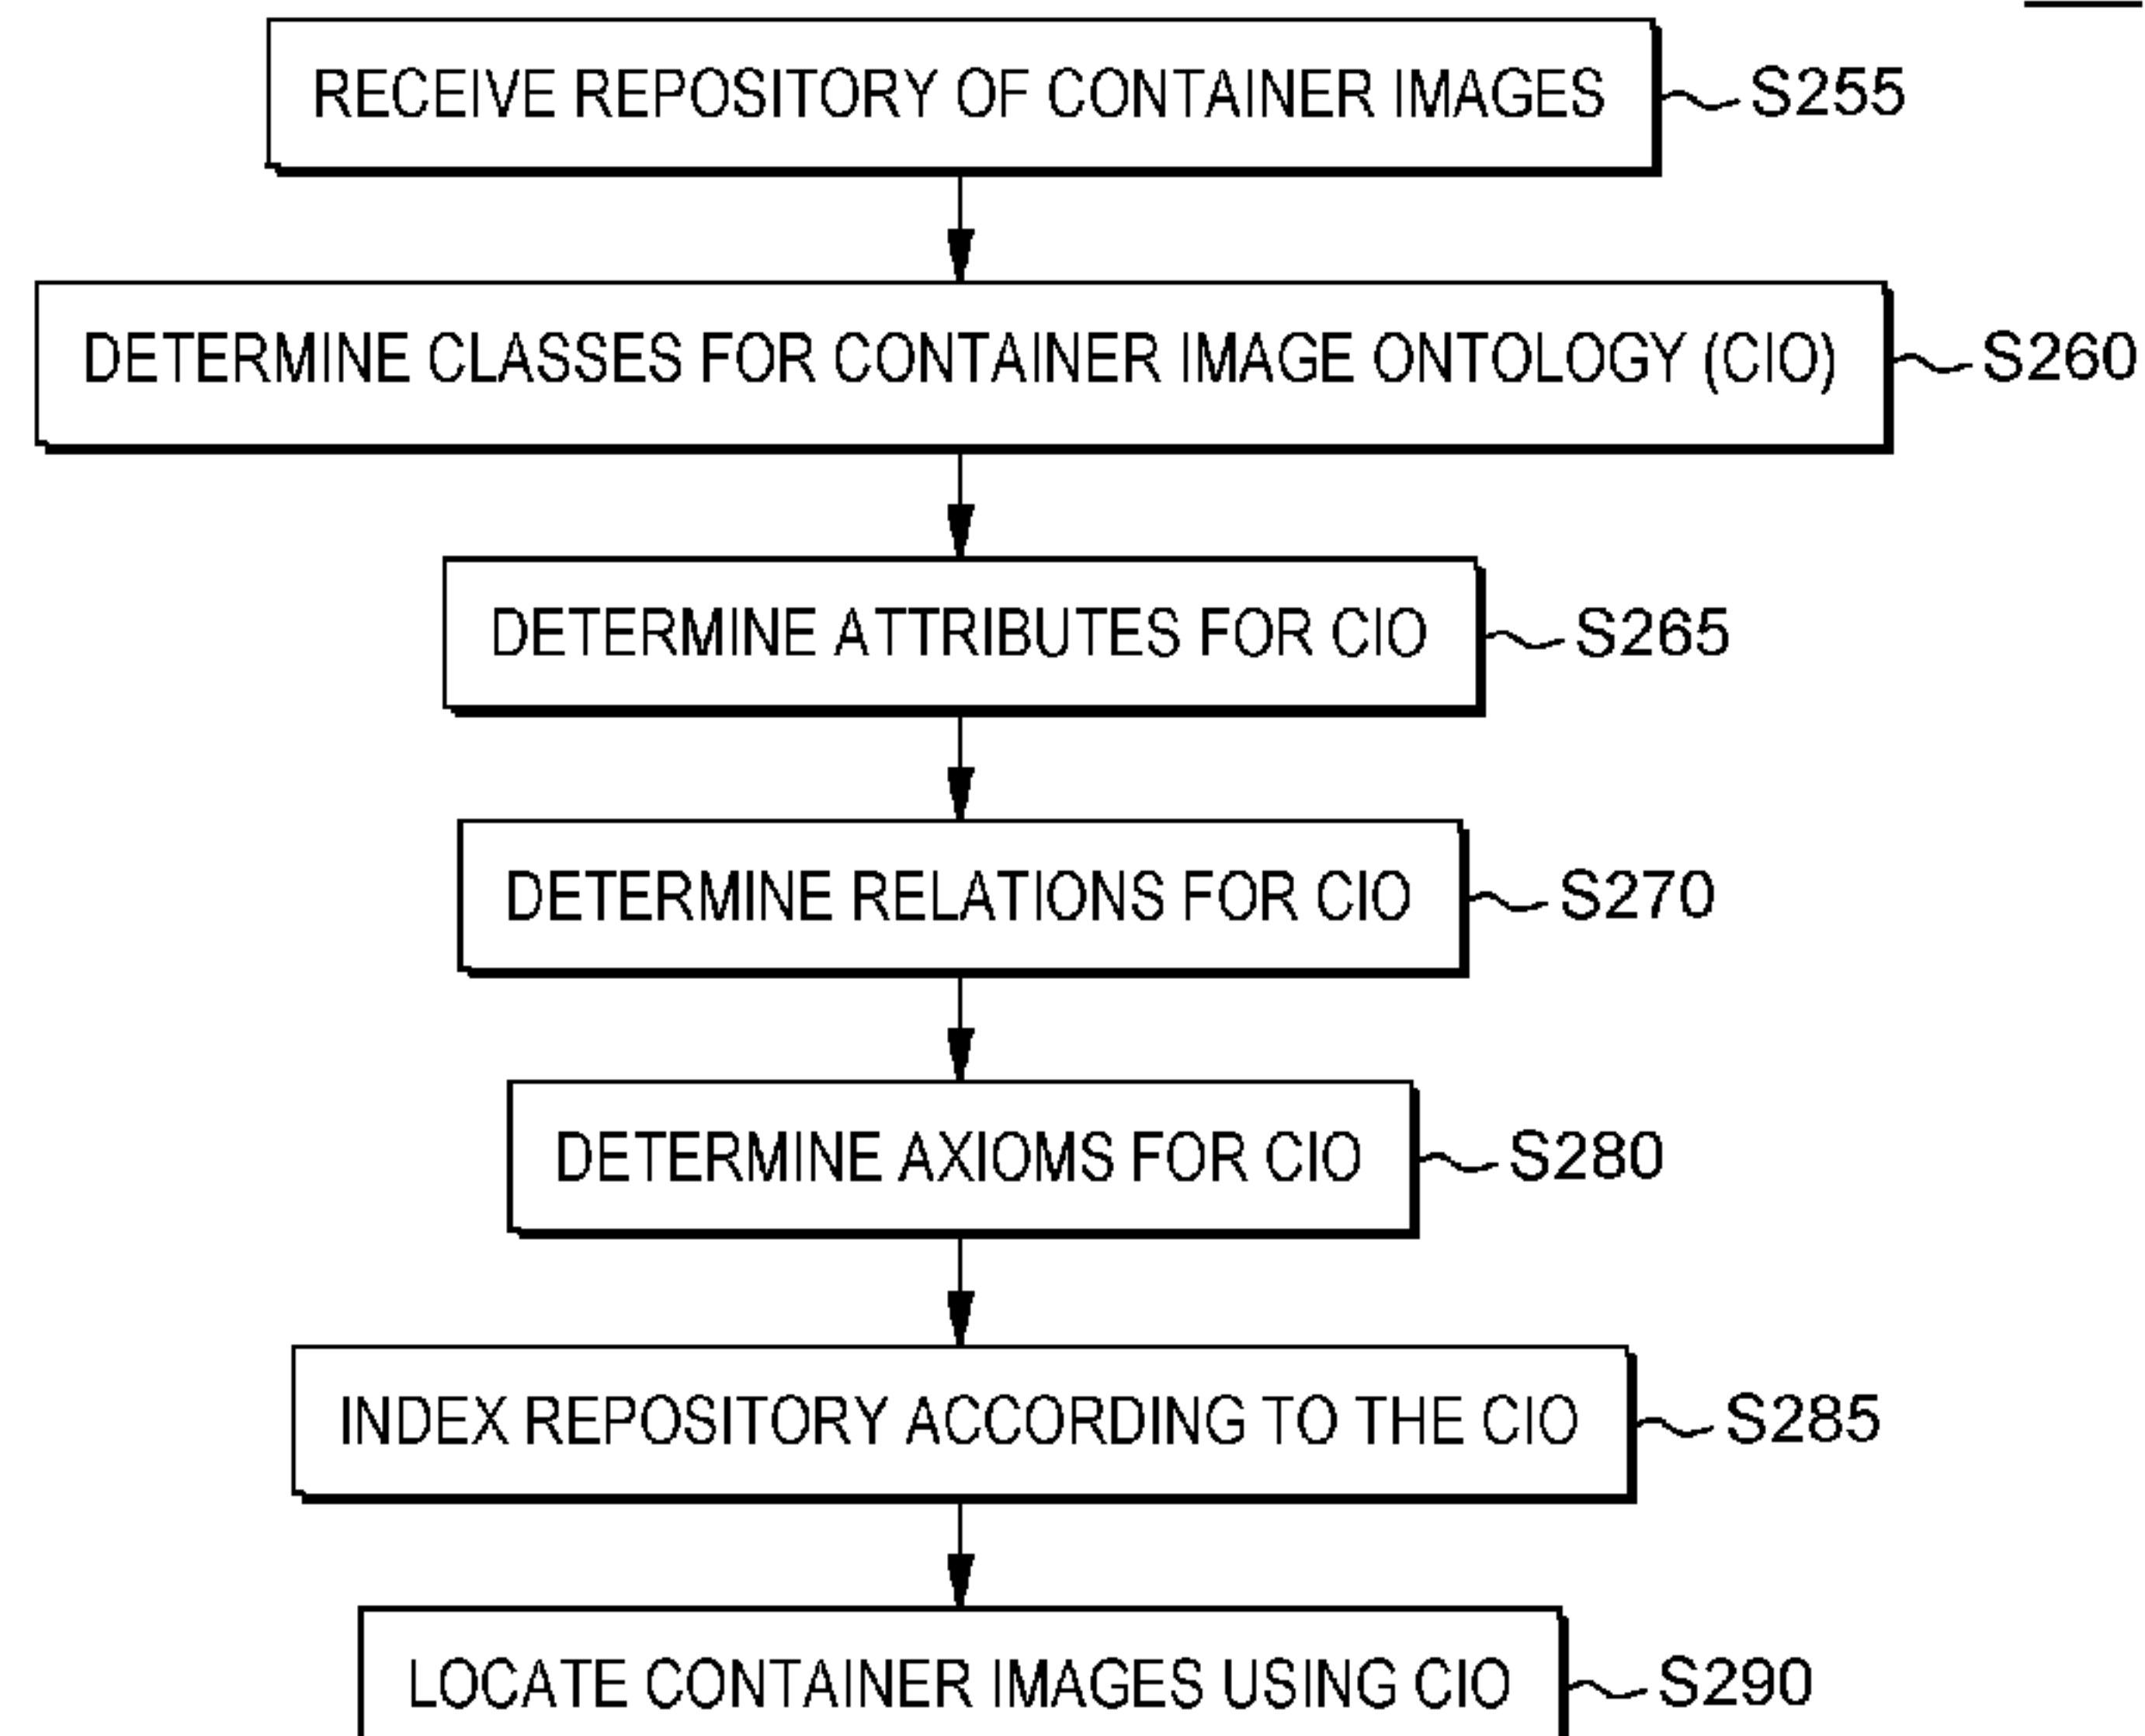 RECEIVE REPOSITORY OF CONTAINER IMAGES S255
DETERMINE CLASSES FOR CONTAINER IMAGE ONTOLOGY (CIO) S260
DETERMINE ATTRIBUTES FOR CIO S265
DETERMINE RELATIONS FOR CIO S270
DETERMINE AXIOMS FOR CIO S280
INDEX REPOSITORY ACCORDING TO THE CIO S285
LOCATE CONTAINER IMAGES USING CIO S290